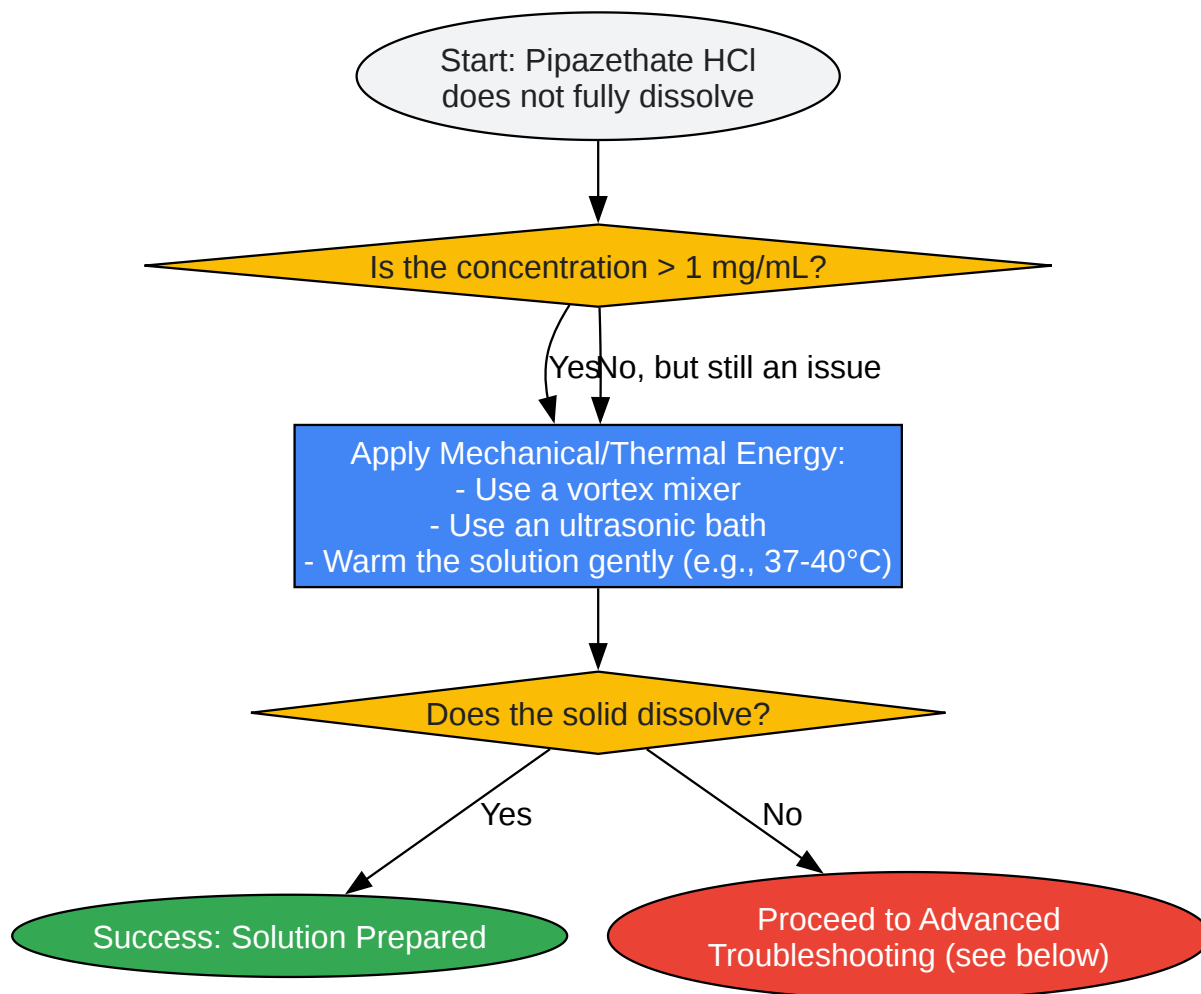 Start: Pipazethate HCl
does not fully dissolve
Is the concentration > 1 mg/mL?
Yes
No, but still an issue
Apply Mechanical/Thermal Energy:
- Use a vortex mixer
- Use an ultrasonic bath
- Warm the solution gently (e.g., 37-40°C)
Does the solid dissolve?
Yes
No
Success: Solution Prepared
Proceed to Advanced
Troubleshooting (see below)